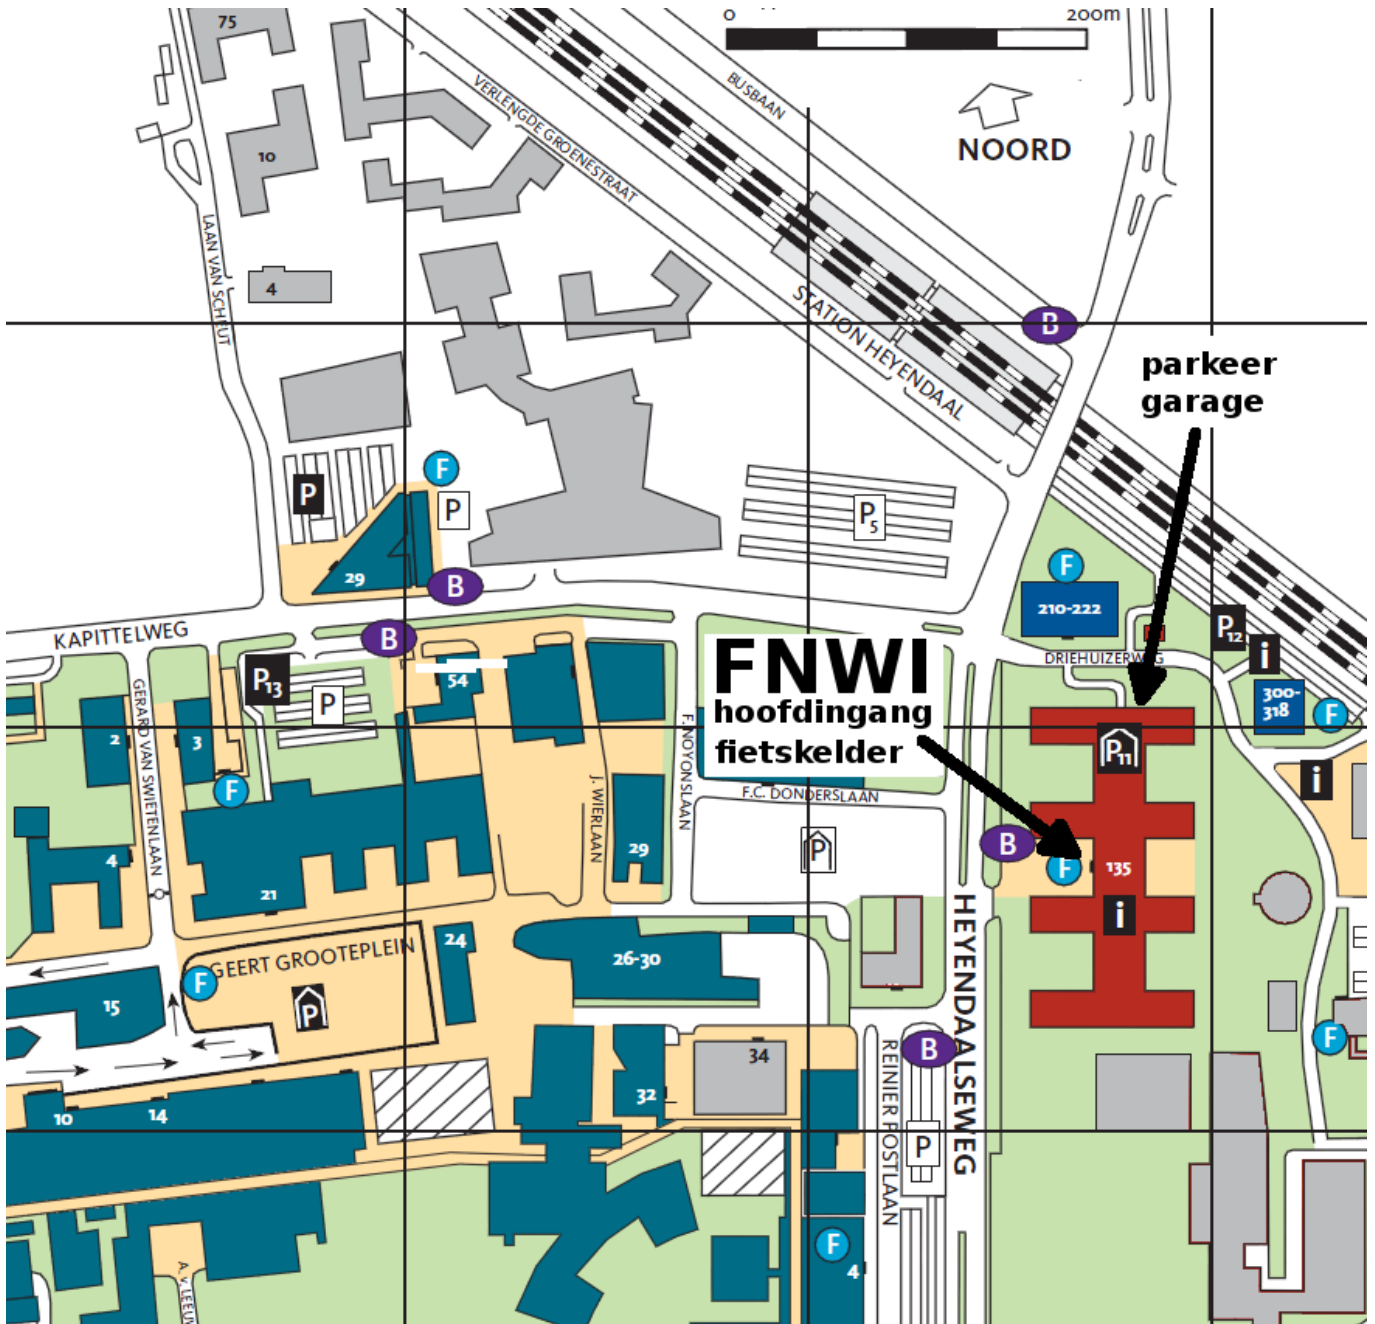 75
0
200m
BUSBAAN
VERLENGDE GROENESTRAAT
NOORD
10
LAAN VAN SCHEUT
4
STATION HEYENDAAL
B
parkeer
garage
F
P
P
P5
29
B
F
210-222
KAPITTELWEG
B
P12
i
FNWI
hoofdingang
fietskelder
DRIEHUIZERWEG
P13
P
54
300-
318
F
GERARD VAN SWIETENLAAN
2
3
F. NOYONSLAAN
P11
i
J. WIERLAAN
F
F.C. DONDERSLAAN
4
29
P
B
F
135
21
HEYENDAALSEWEG
i
GEERT GROOTEPLEIN
24
26-30
F
15
P
REINIER POSTLAAN
B
F
34
10
14
32
P
F
4
A. v. LEEUW